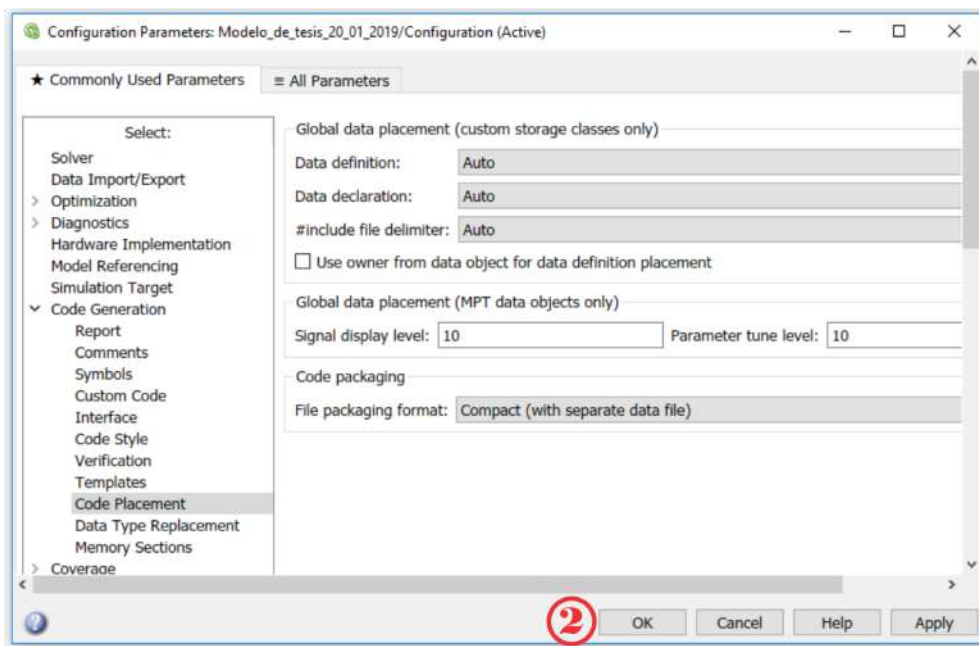 Configuration Parameters: Modelo_de_tesis_20_01_2019/Configuration (Active)
★ Commonly Used Parameters
≡ All Parameters
Select:
Solver
Data Import/Export
Optimization
Diagnostics
Hardware Implementation
Model Referencing
Simulation Target
Code Generation
Report
Comments
Symbols
Custom Code
Interface
Code Style
Verification
Templates
Code Placement
Data Type Replacement
Memory Sections
Coverage
Global data placement (custom storage classes only)
Data definition: Auto
Data declaration: Auto
#include file delimiter: Auto
Use owner from data object for data definition placement
Global data placement (MPT data objects only)
Signal display level: 10 Parameter tune level: 10
Code packaging
File packaging format: Compact (with separate data file)
2 OK Cancel Help Apply